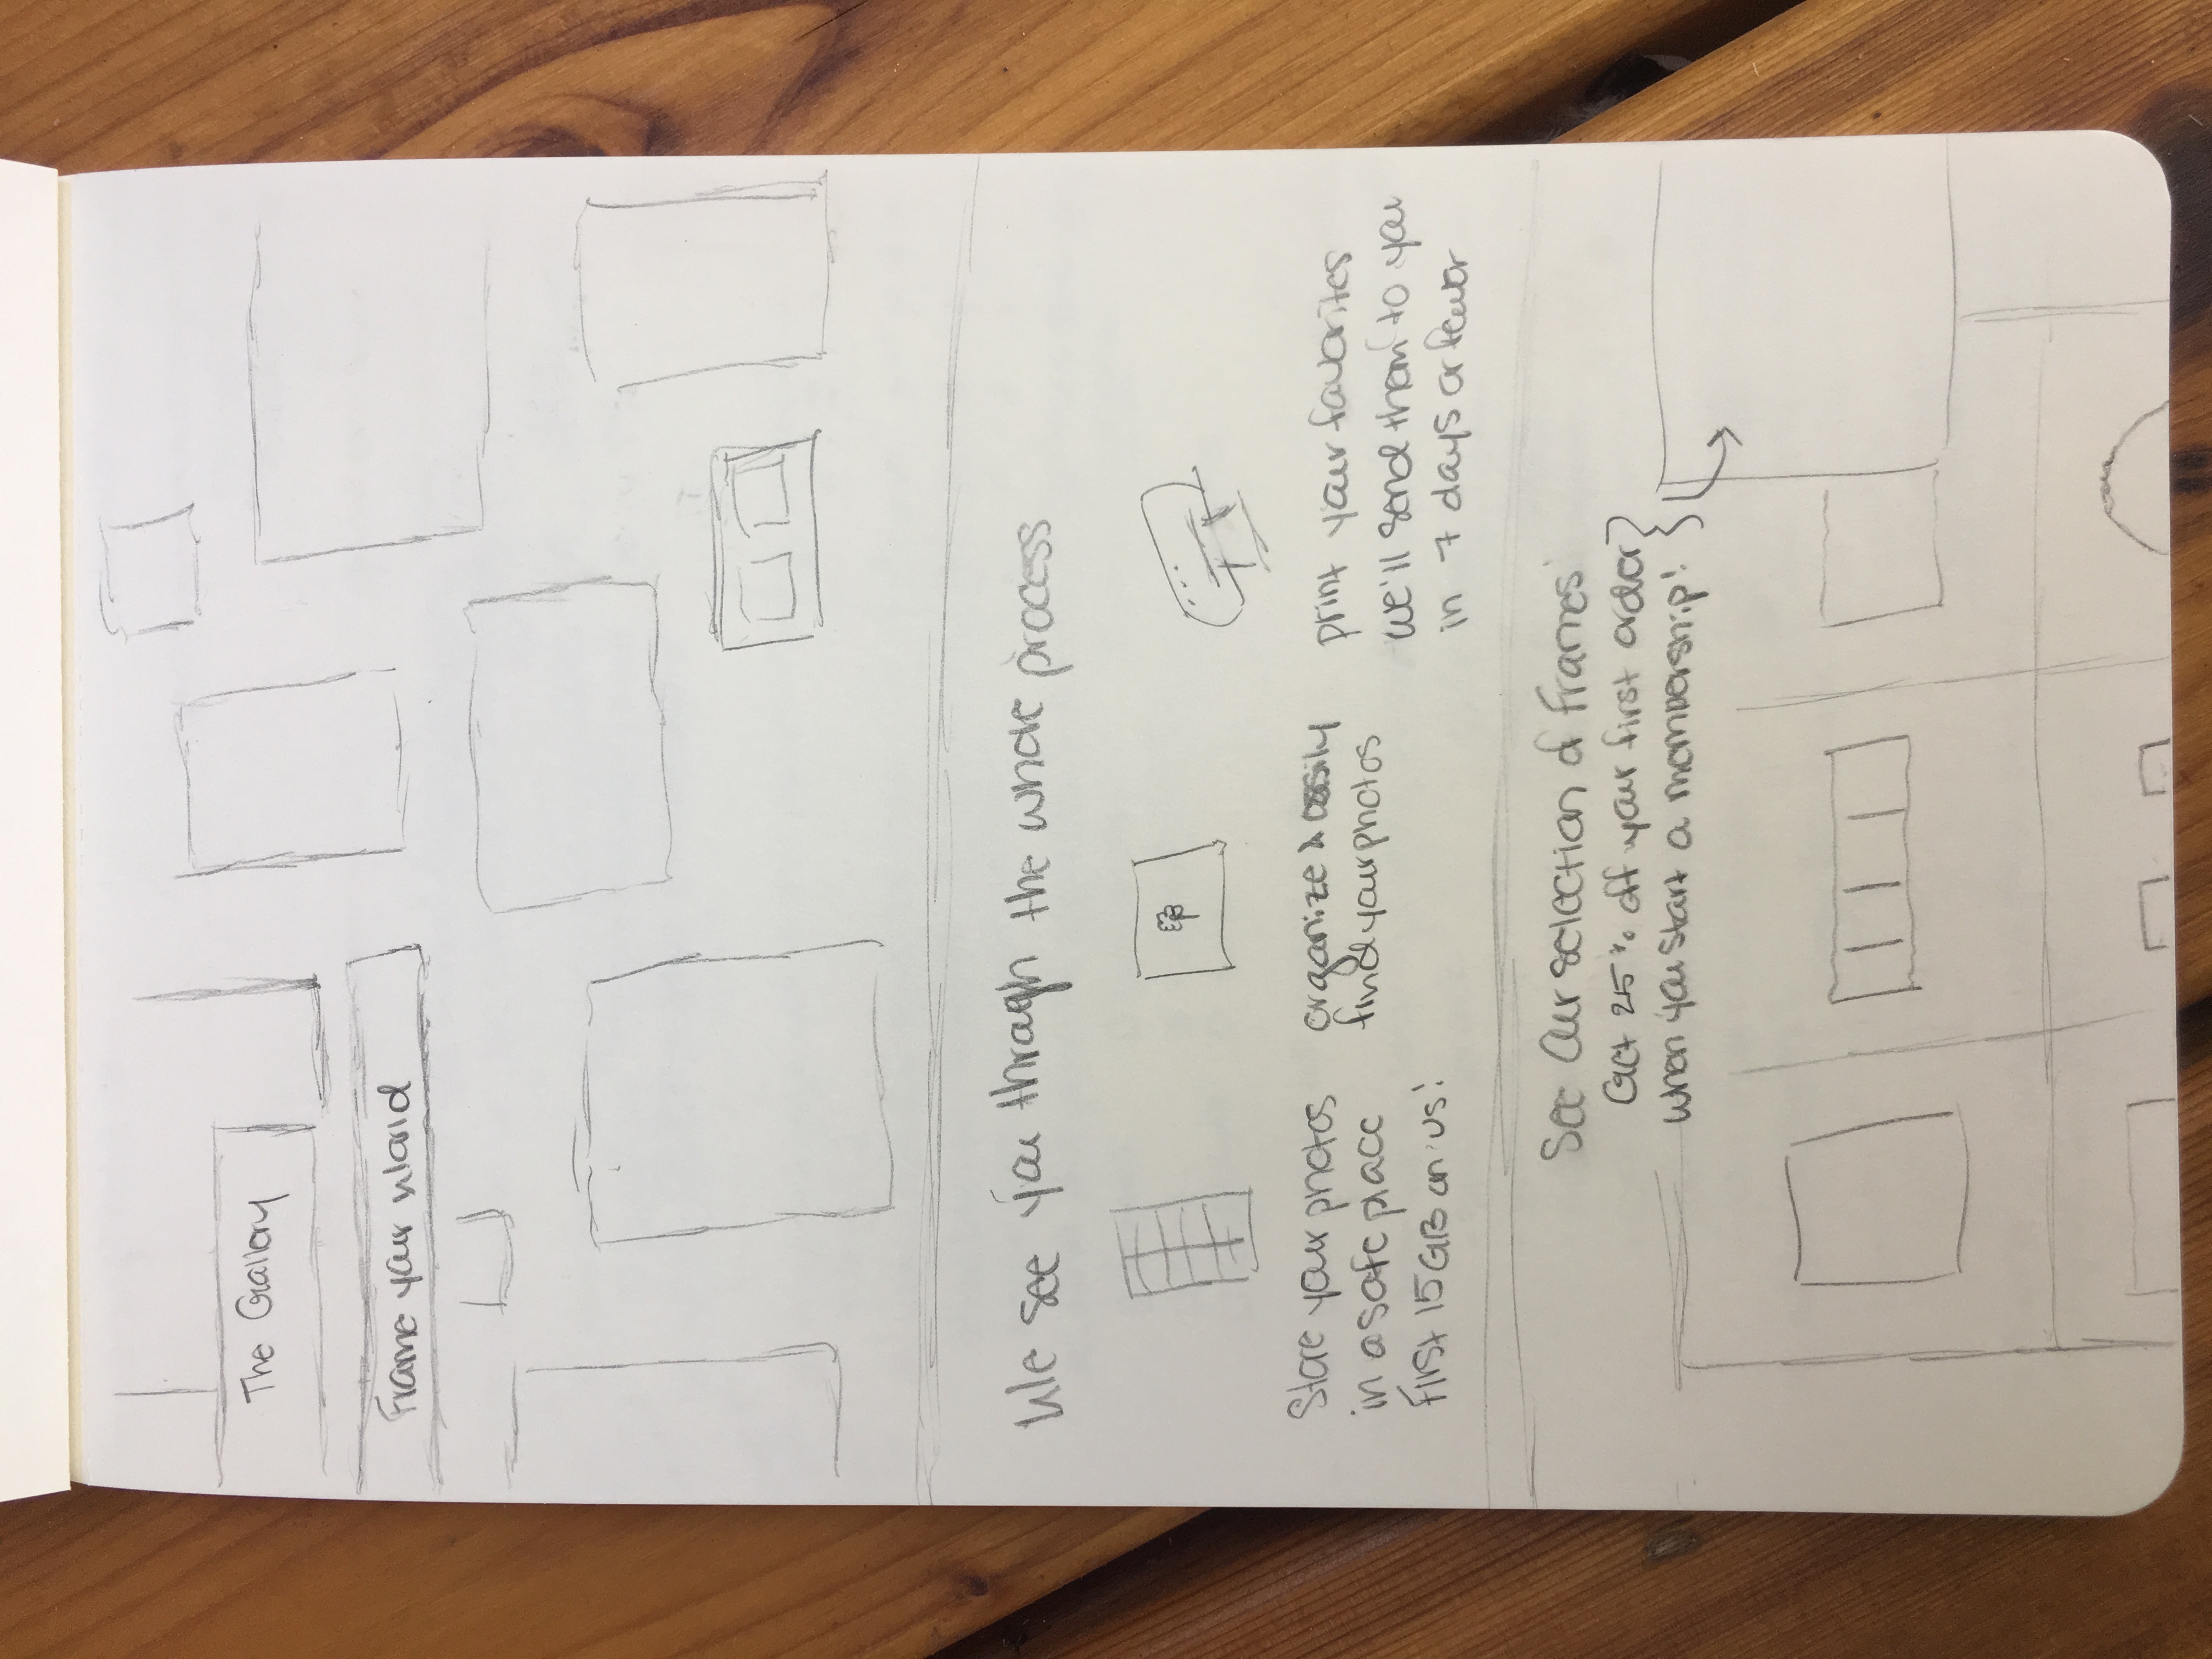 The Gallery
Frame your world
We see you through the whole process
Store your photos
in a safe place
First 15GB on us!
organize & easily
find your photos
print your favorites
we'll send them to you
in 7 days or fewer
See Our selection of Frames
Get 25% off your first order
when you start a membership!